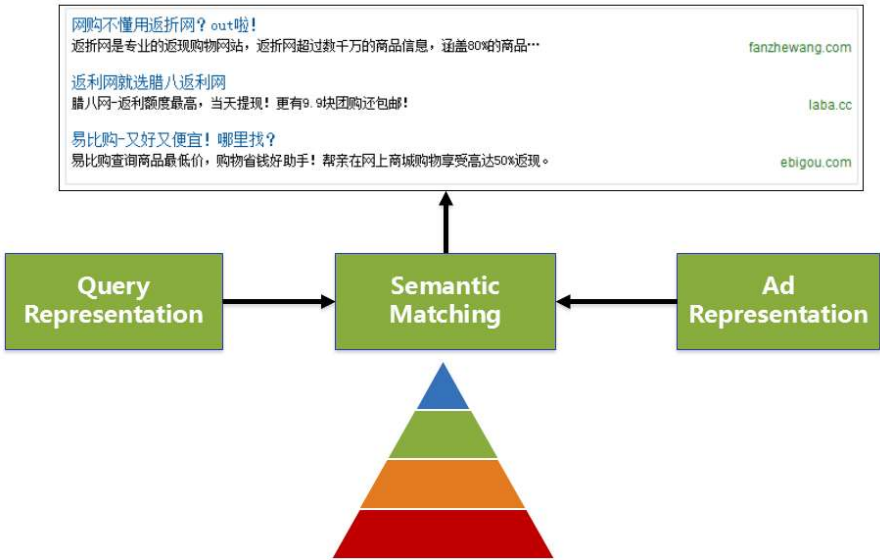 网购不懂用返折网？out啦！
返折网是专业的返现购物网站，返折网超过数千万的商品信息，涵盖80%的商品…
fanzhewang.com
返利网就选腊八返利网
腊八网-返利额度最高，当天提现！更有9.9块团购还包邮！
laba.cc
易比购-又好又便宜！哪里找？
易比购查询商品最低价，购物省钱好助手！帮亲在网上商城购物享受高达50%返现。
ebigou.com
Query
Representation
Semantic
Matching
Ad
Representation